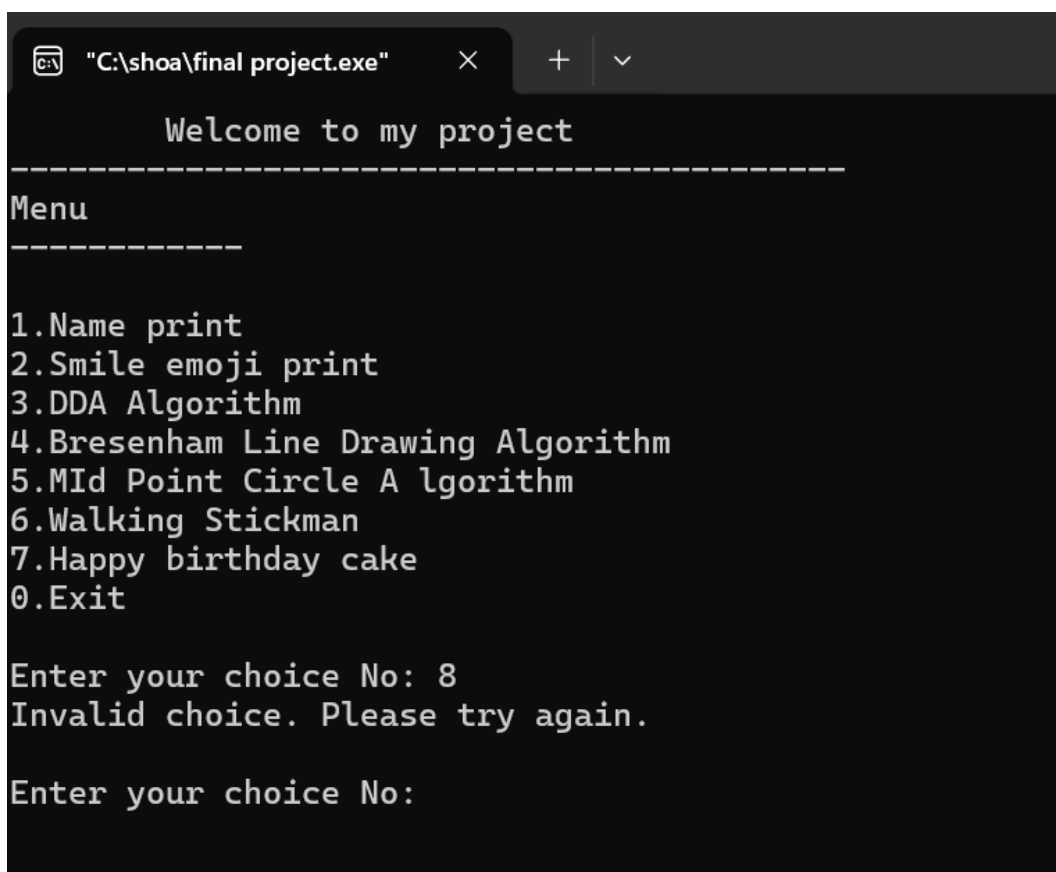 "C:\shoa\final project.exe"
Welcome to my project
-------------------------------------------
Menu
------------
1.Name print
2.Smile emoji print
3.DDA Algorithm
4.Bresenham Line Drawing Algorithm
5.MId Point Circle A lgorithm
6.Walking Stickman
7.Happy birthday cake
0.Exit
Enter your choice No: 8
Invalid choice. Please try again.
Enter your choice No: